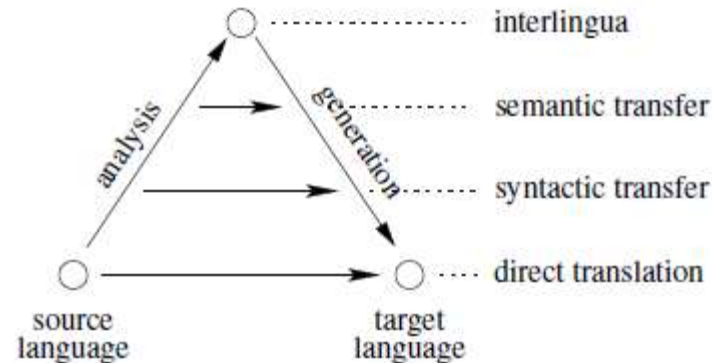 interlingua
analysis
generation
semantic transfer
syntactic transfer
direct translation
source
language
target
language